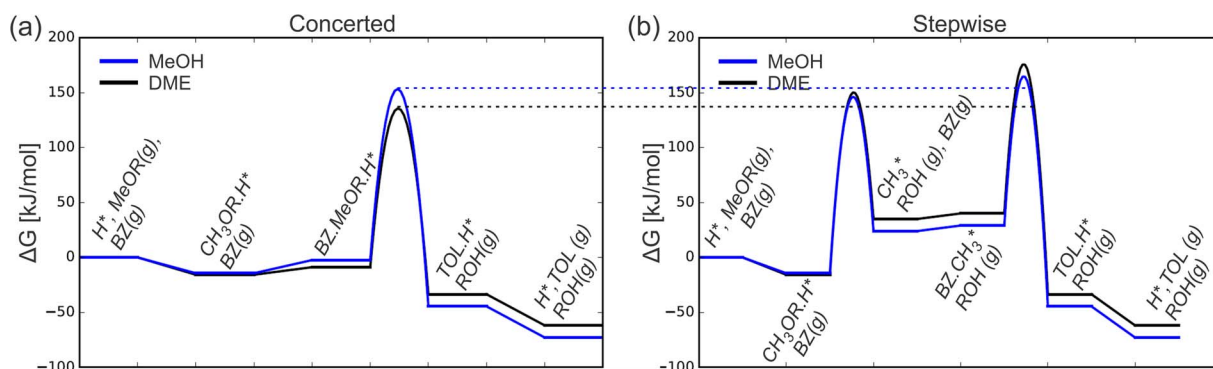 (a)
Concerted
ΔG [kJ/mol]
200
150
100
50
0
−50
−100
MeOH
DME
H*, MeOR(g),
BZ(g)
CH₃OR.H*
BZ(g)
BZ.MeOR.H*
TOL.H*
ROH(g)
H*, TOL (g)
ROH(g)
(b)
Stepwise
ΔG [kJ/mol]
200
150
100
50
0
−50
−100
MeOH
DME
H*, MeOR(g),
BZ(g)
CH₃OR.H*
BZ(g)
CH₃*
ROH (g), BZ(g)
BZ.CH₃*
ROH (g)
TOL.H*
ROH(g)
H*, TOL (g)
ROH(g)